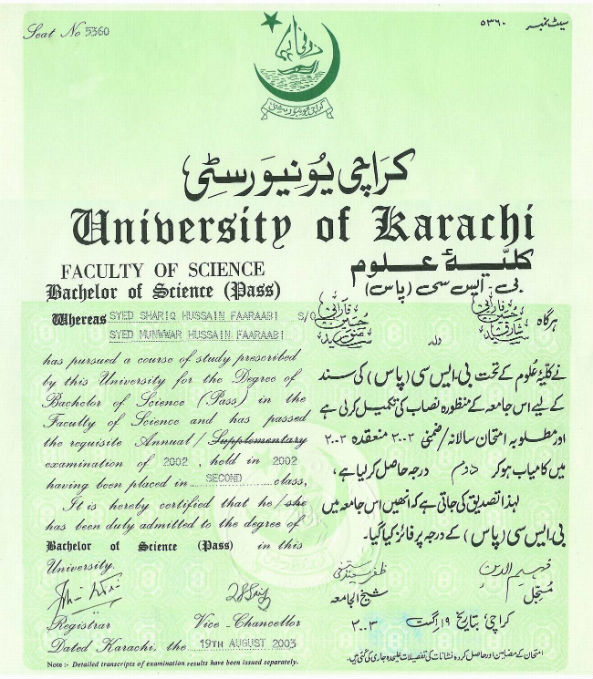 Seat No 5360
سیٹ نمبر ۵۳۶۰
کراچی یُونیورسٹی
University of Karachi
FACULTY OF SCIENCE
Bachelor of Science (Pass)
Whereas SYED SHARIQ HUSSAIN FAARAABI S/O
SYED MUNWWAR HUSSAIN FAARAABI
has pursued a course of study prescribed
by this University for the Degree of
Bachelor of Science (Pass) in the
Faculty of Science and has passed
the requisite Annual / Supplementary
examination of 2002 , held in 2002
having been placed in SECOND class,
It is hereby certified that he/she
has been duly admitted to the degree of
Bachelor of Science (Pass) in this
University.
Registrar Vice-Chancellor
Dated Karachi, the 19TH AUGUST 2003
Note :- Detailed transcripts of examination results have been issued separately.
کلیّۂ علوم
بی۔ ایس سی (پاس)
ہرگاہ سید شارق حسین فارابی ولد سید منور حسین فارابی
نے کلیّۂ عُلوم کے تحت بی۔ ایس سی (پاس) کی سند
کے لیے اس جامعہ کے منظورہ نصاب کی تکمیل کرلی ہے
اور مطلوبہ امتحان سالانہ/ضمنی ۲۰۰۲ منعقدہ ۲۰۰۲
میں کامیاب ہوکر دوم درجہ حاصل کرلیا ہے،
لہذا تصدیق کی جاتی ہے کہ انھیں اس جامعہ میں
بی۔ ایس سی (پاس) کے درجہ پر فائز کیا گیا۔
شیخ الجامعہ مُسَجّل
کراچی بتاریخ ۱۹ اگست ۲۰۰۳
امتحان کے مضامین اور حاصل کردہ نشانات کی تفصیلات علیحدہ جاری کی گئی ہیں۔